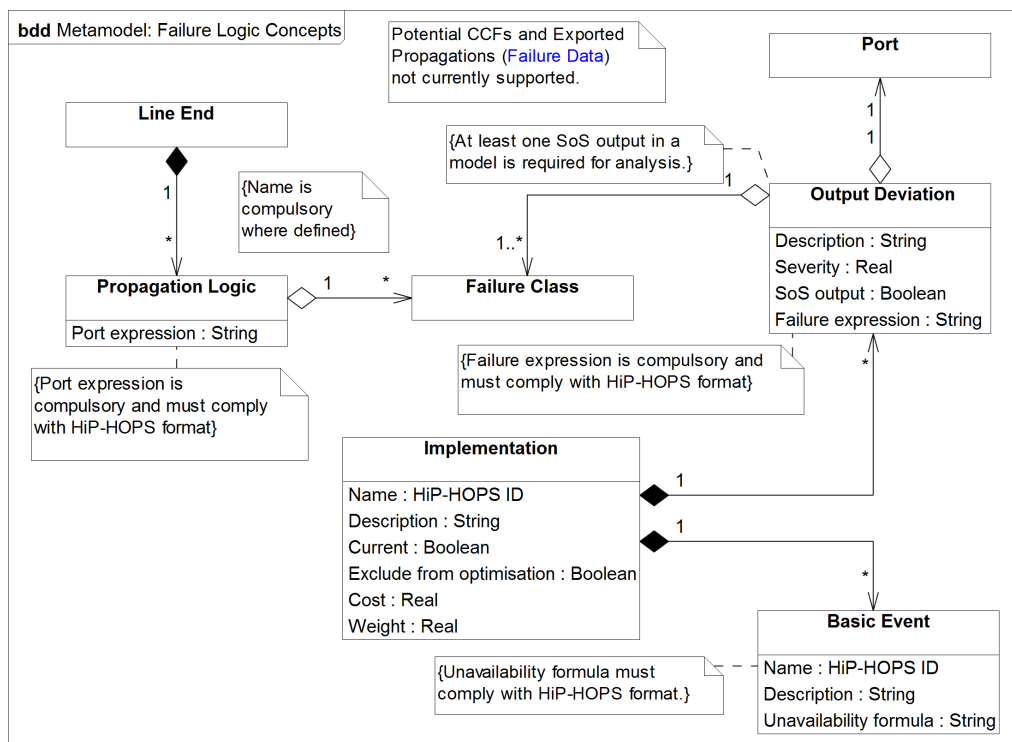 bdd Metamodel: Failure Logic Concepts
Potential CCFs and Exported
Propagations (Failure Data)
not currently supported.
Port
1
1
Line End
1
*
{At least one SoS output in a
model is required for analysis.}
{Name is
compulsory
where defined}
1
1..*
Output Deviation
Description : String
Severity : Real
SoS output : Boolean
Failure expression : String
Propagation Logic
Port expression : String
1
*
Failure Class
{Port expression is
compulsory and must comply
with HiP-HOPS format}
{Failure expression is compulsory and
must comply with HiP-HOPS format}
*
Implementation
Name : HiP-HOPS ID
Description : String
Current : Boolean
Exclude from optimisation : Boolean
Cost : Real
Weight : Real
1
1
*
Basic Event
Name : HiP-HOPS ID
Description : String
Unavailability formula : String
{Unavailability formula must
comply with HiP-HOPS format.}